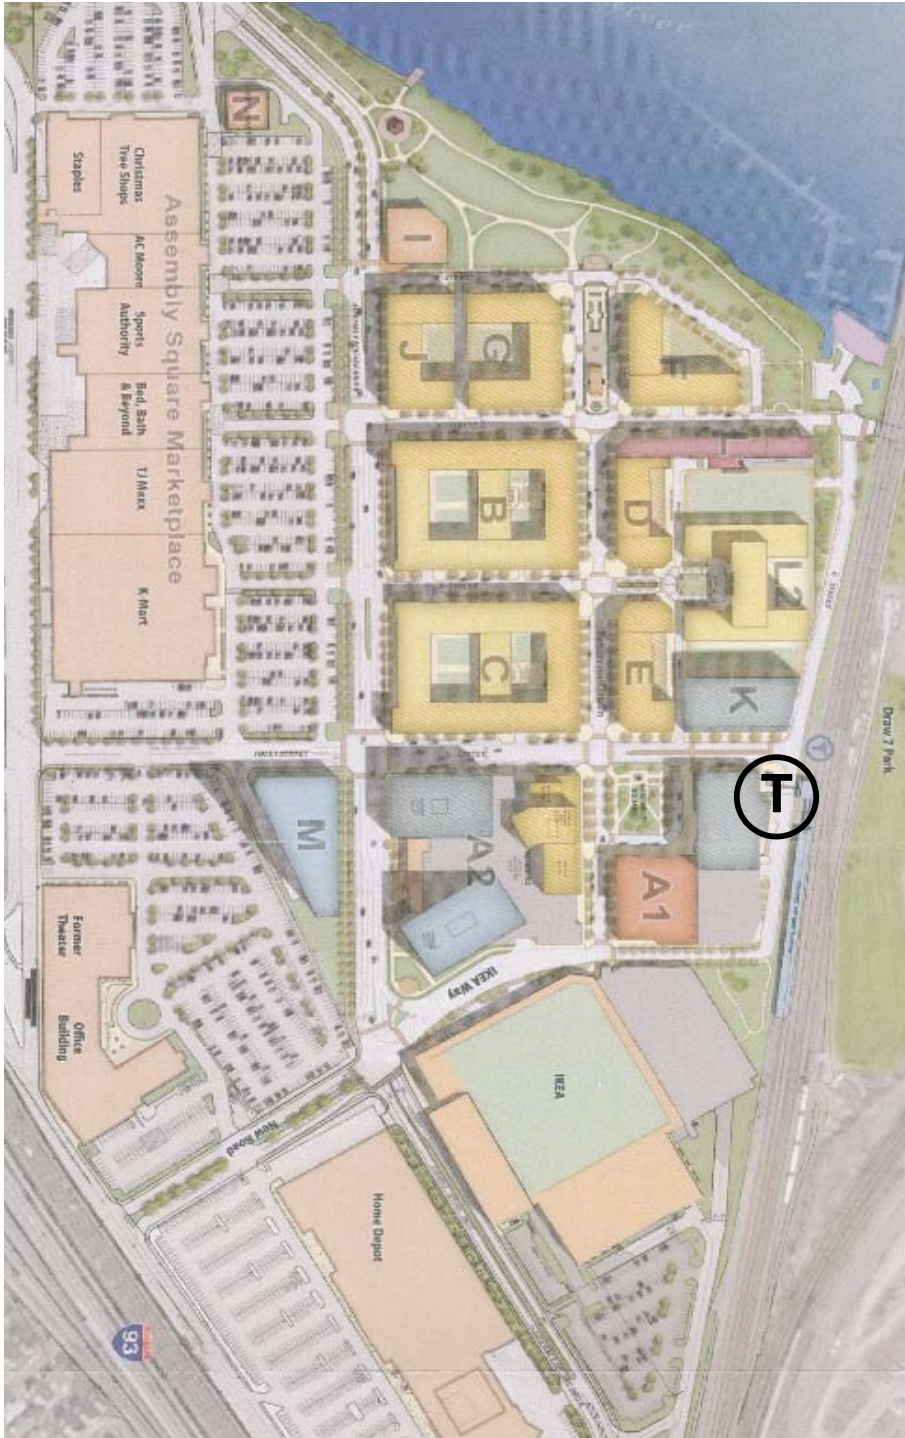 River
N
Staples
Christmas
Tree Shops
AC Moore
Sports
Authority
Bed, Bath
& Beyond
TJ Maxx
K-Mart
Assembly Square Marketplace
I
J
G
F
B
D
L2
C
E
K
Draw 7 Park
T
T
M
A2
A1
IKEA Way
IKEA
Former
Theater
Office
Building
New Road
Home Depot
93